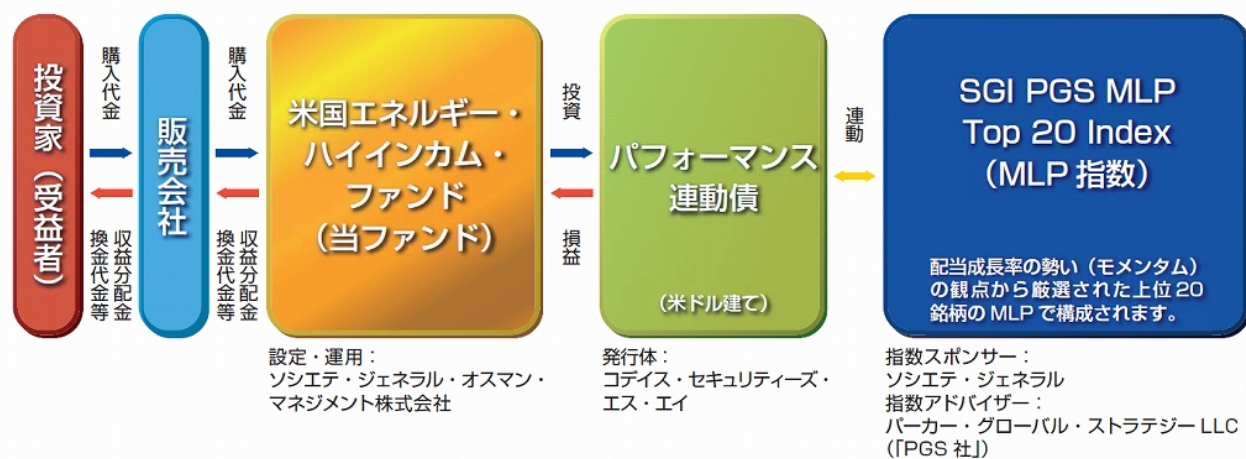 投資家（受益者）
購入代金
収益分配金
換金代金等
販売会社
購入代金
収益分配金
換金代金等
米国エネルギー・
ハイインカム・
ファンド
（当ファンド）
設定・運用：
ソシエテ・ジェネラル・オスマン・
マネジメント株式会社
投資
損益
パフォーマンス
連動債
（米ドル建て）
発行体：
コデイス・セキュリティーズ・
エス・エイ
連動
SGI PGS MLP
Top 20 Index
（MLP 指数）
配当成長率の勢い（モメンタム）
の観点から厳選された上位 20
銘柄の MLP で構成されます。
指数スポンサー：
ソシエテ・ジェネラル
指数アドバイザー：
パーカー・グローバル・ストラテジー LLC
（「PGS 社」）